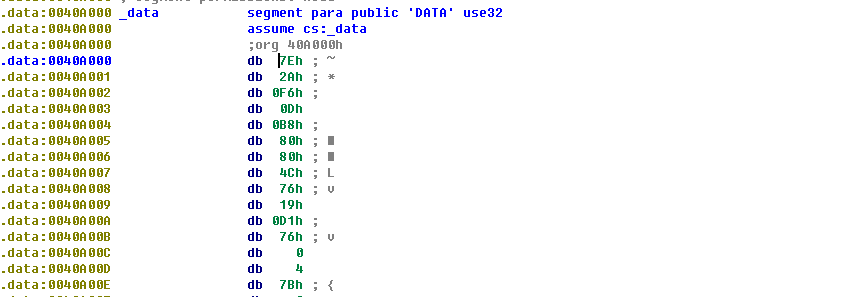 .data:0040A000 _data segment para public 'DATA' use32
.data:0040A000 assume cs:_data
.data:0040A000 ;org 40A000h
.data:0040A000 db 7Eh ; ~
.data:0040A001 db 2Ah ; *
.data:0040A002 db 0F6h ;
.data:0040A003 db 0Dh
.data:0040A004 db 0B8h ;
.data:0040A005 db 80h ;
.data:0040A006 db 80h ;
.data:0040A007 db 4Ch ; L
.data:0040A008 db 76h ; v
.data:0040A009 db 19h
.data:0040A00A db 0D1h ;
.data:0040A00B db 76h ; v
.data:0040A00C db 0
.data:0040A00D db 4
.data:0040A00E db 7Bh ; {